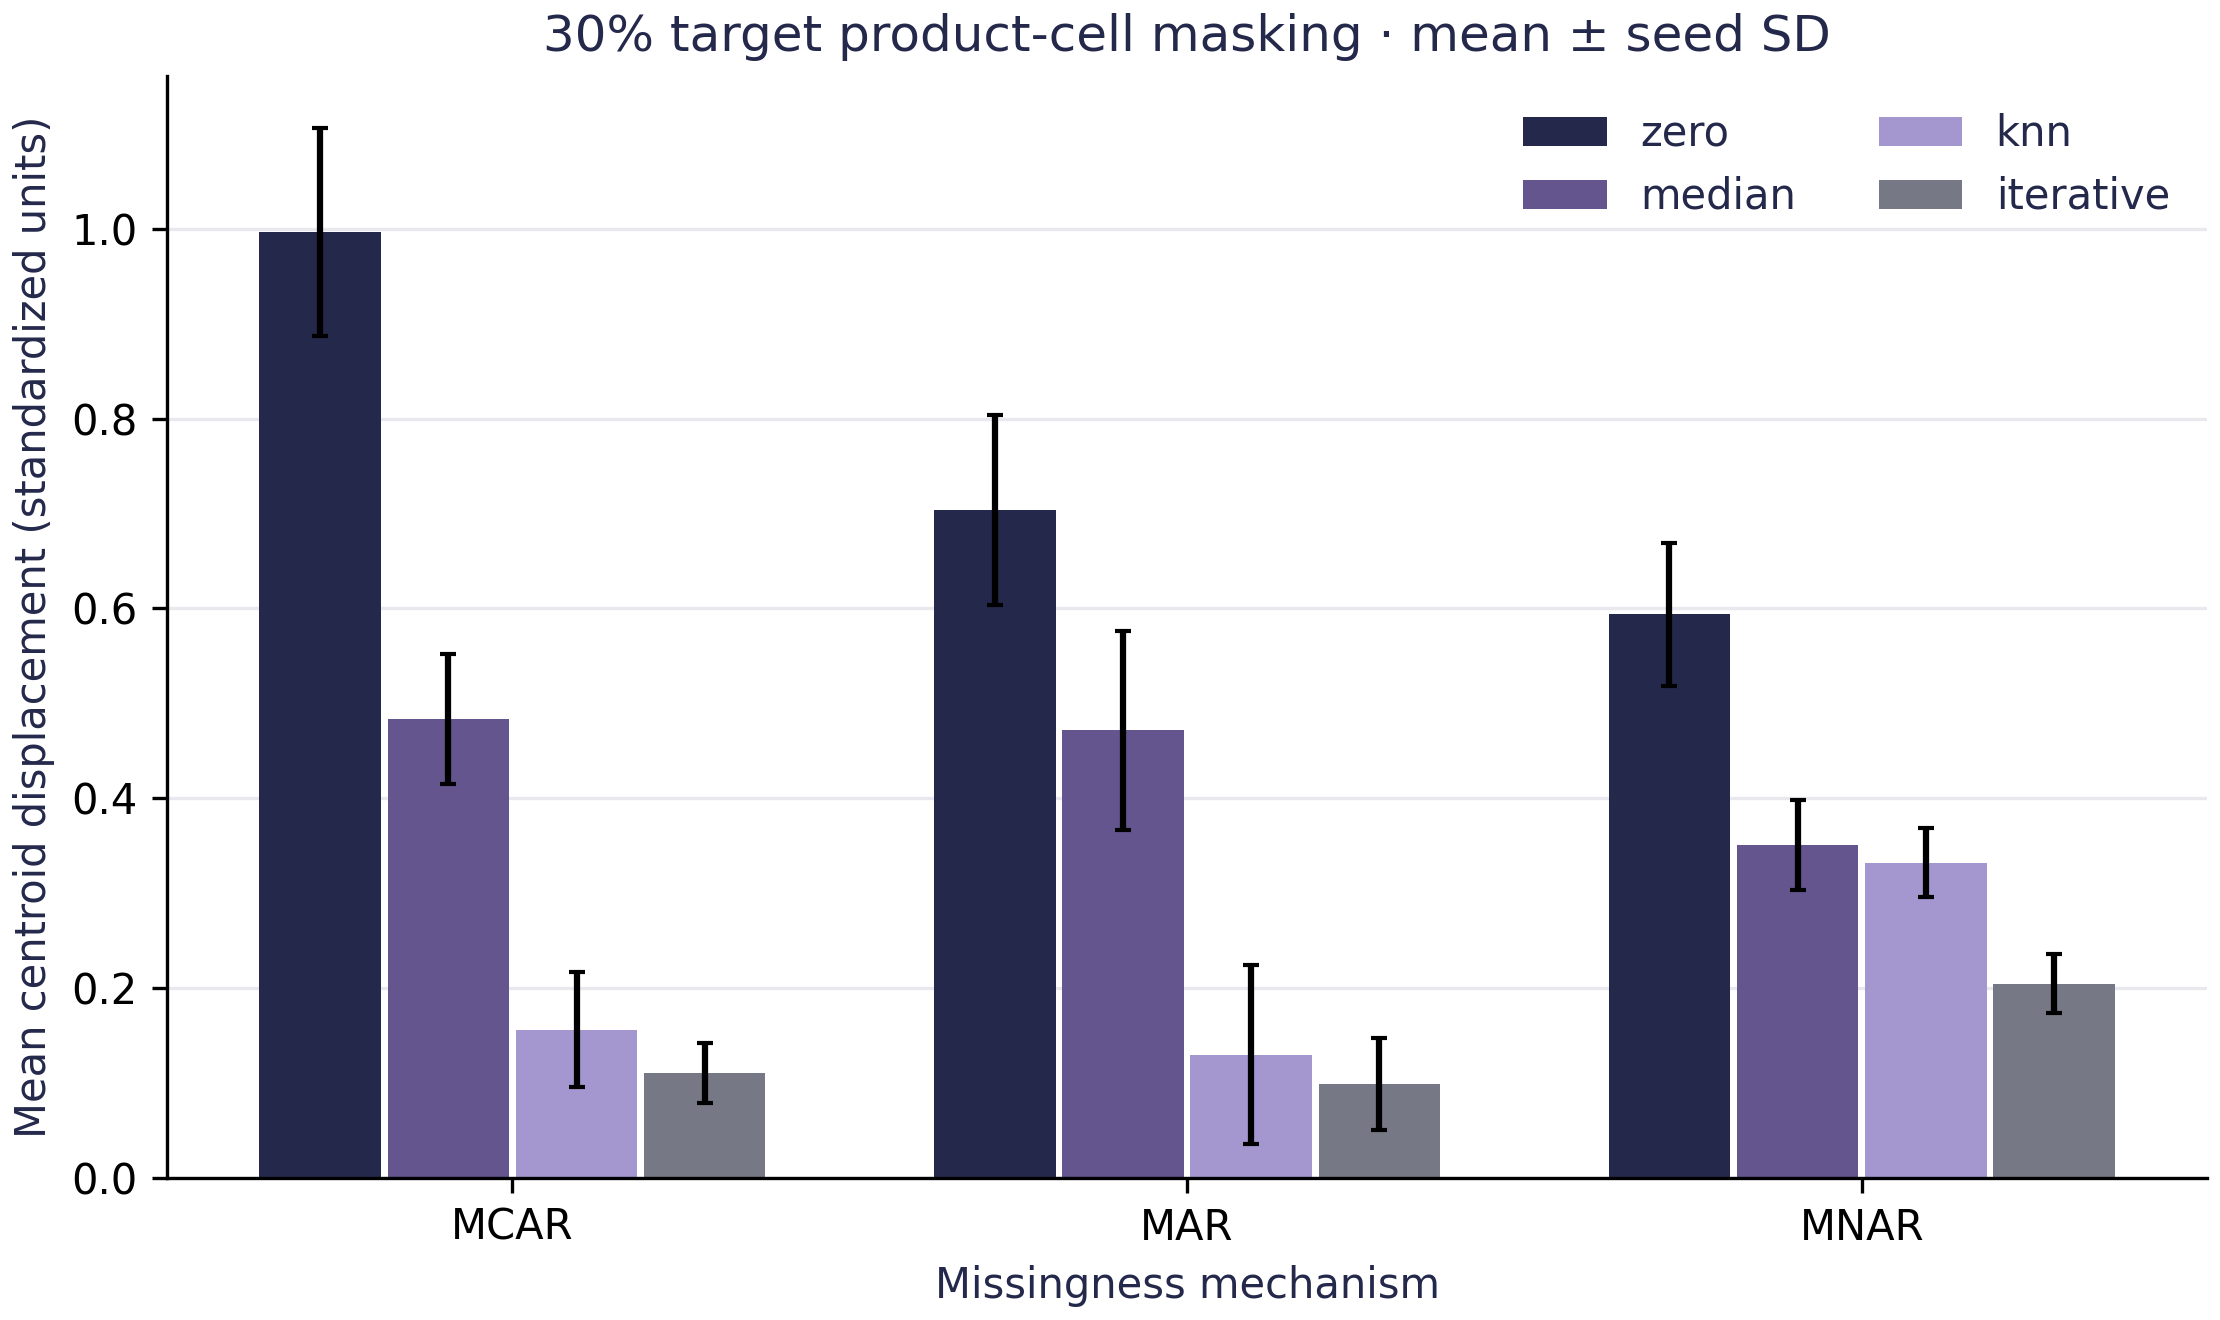 30% target product-cell masking · mean ± seed SD
zero
median
knn
iterative
Mean centroid displacement (standardized units)
1.0
0.8
0.6
0.4
0.2
0.0
MCAR
MAR
MNAR
Missingness mechanism